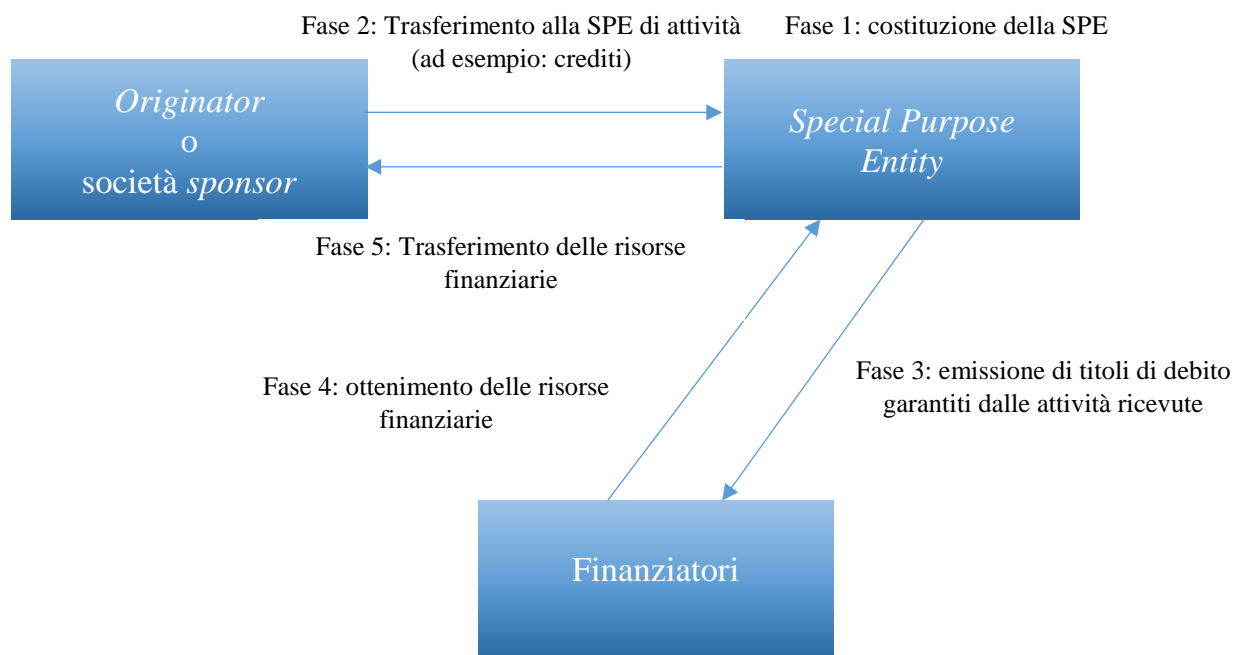 Fase 2: Trasferimento alla SPE di attività
(ad esempio: crediti)
Fase 1: costituzione della SPE
Originator
o
società sponsor
Special Purpose
Entity
Fase 5: Trasferimento delle risorse
finanziarie
Fase 4: ottenimento delle risorse
finanziarie
Fase 3: emissione di titoli di debito
garantiti dalle attività ricevute
Finanziatori